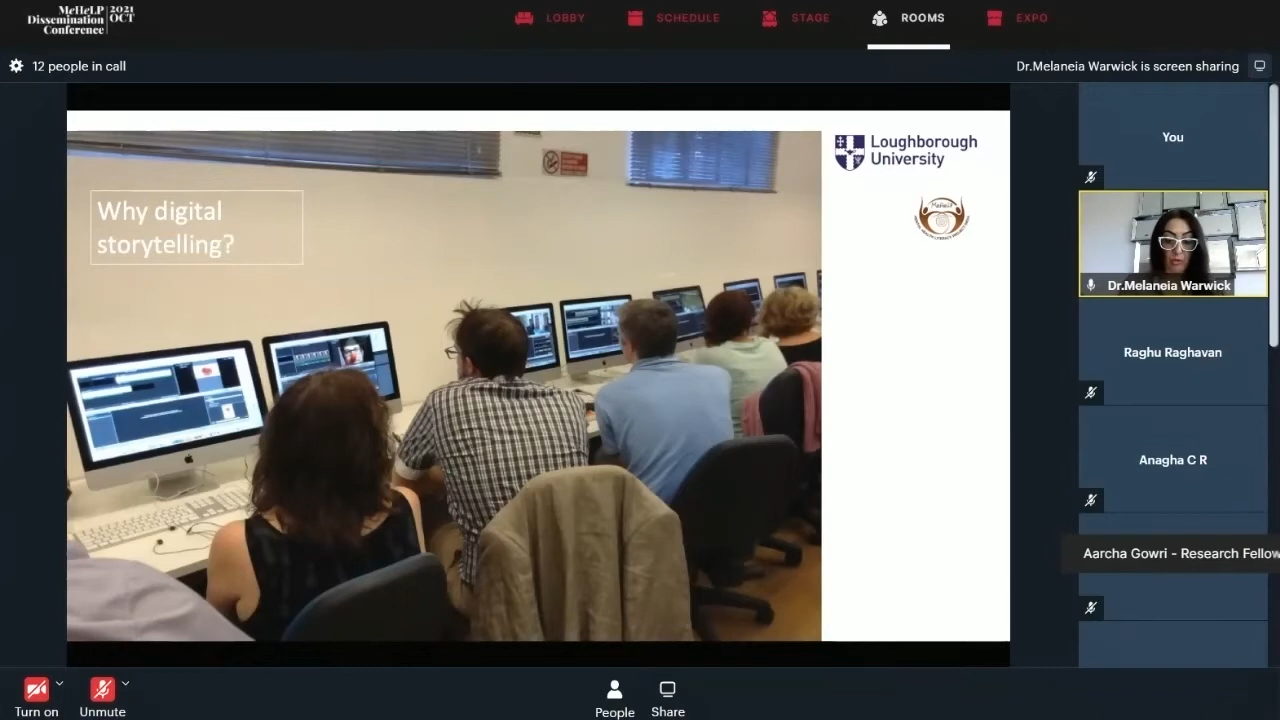 MeHeLP
Dissemination
Conference
2021
OCT
LOBBY
SCHEDULE
STAGE
ROOMS
EXPO
12 people in call
Dr.Melaneia Warwick is screen sharing
Why digital
storytelling?
Loughborough
University
MeHeLP
You
Dr.Melaneia Warwick
Raghu Raghavan
Anagha C R
Aarcha Gowri - Research Fellow
Turn on
Unmute
People
Share